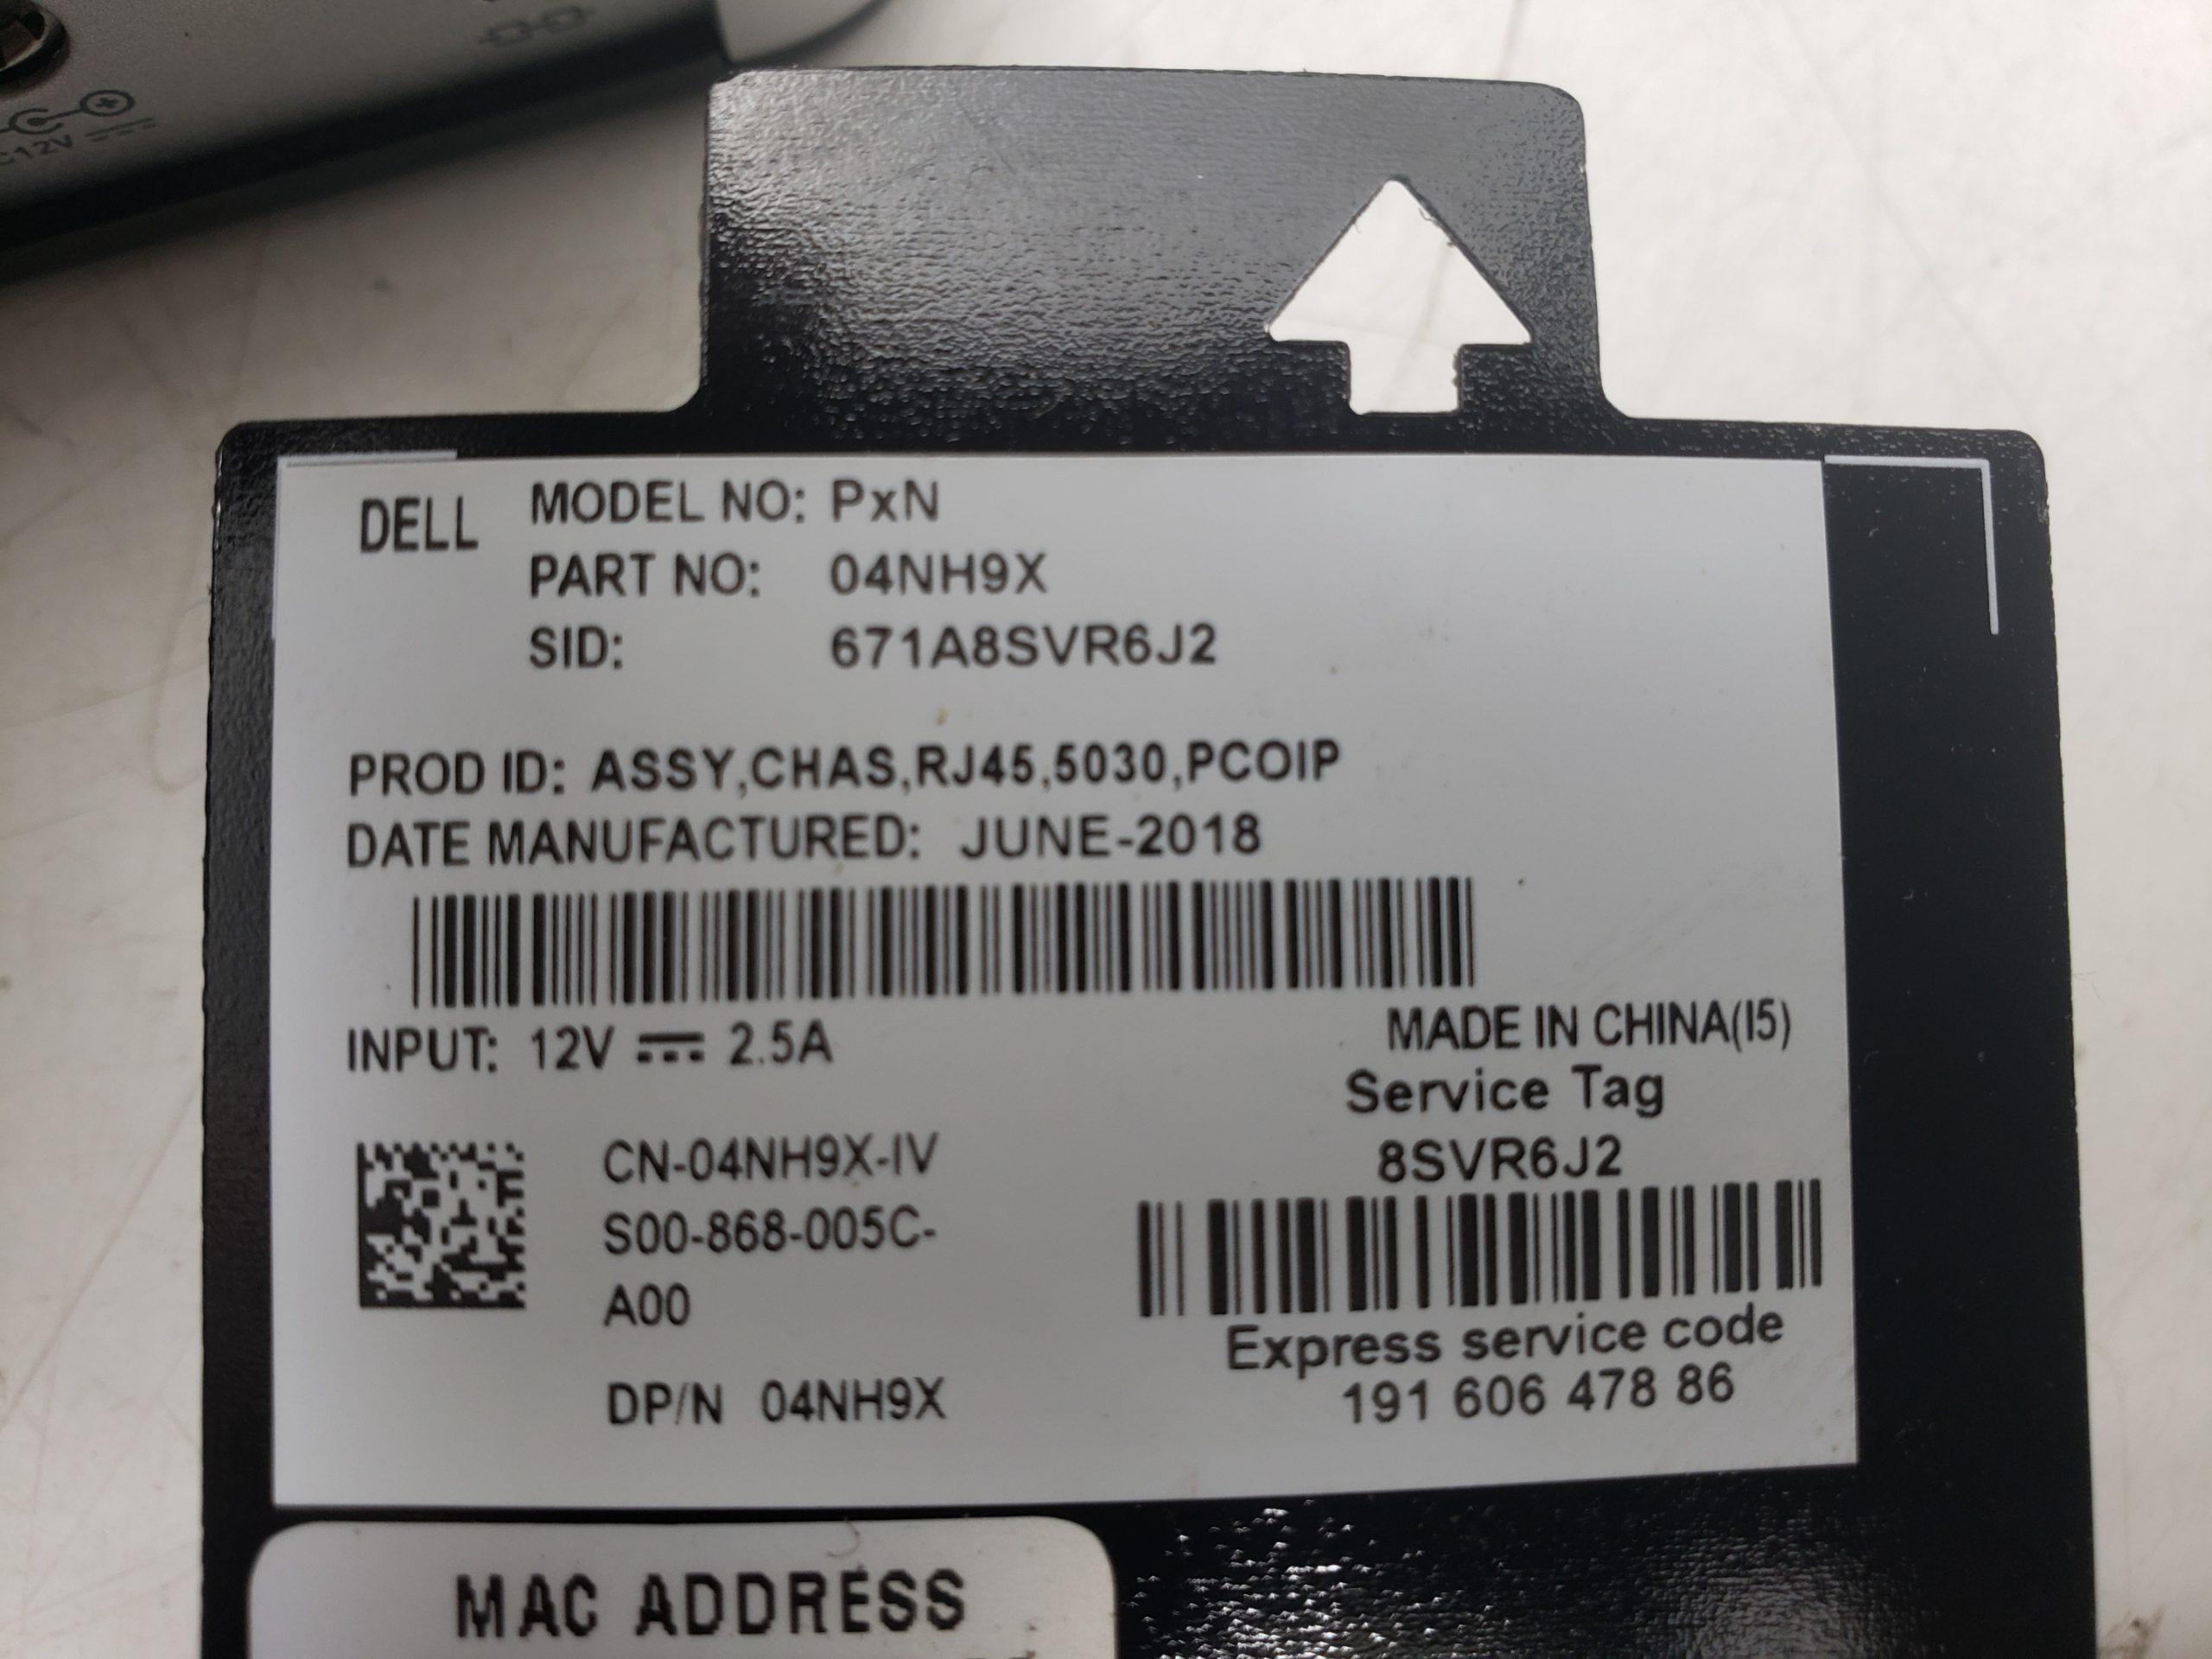 C12V
DELL
MODEL NO: PxN
PART NO: 04NH9X
SID: 671A8SVR6J2
PROD ID: ASSY,CHAS,RJ45,5030,PCOIP
DATE MANUFACTURED: JUNE-2018
INPUT: 12V 2.5A
MADE IN CHINA(I5)
Service Tag
8SVR6J2
CN-04NH9X-IV
S00-868-005C-
A00
DP/N 04NH9X
Express service code
191 606 478 86
MAC ADDRESS